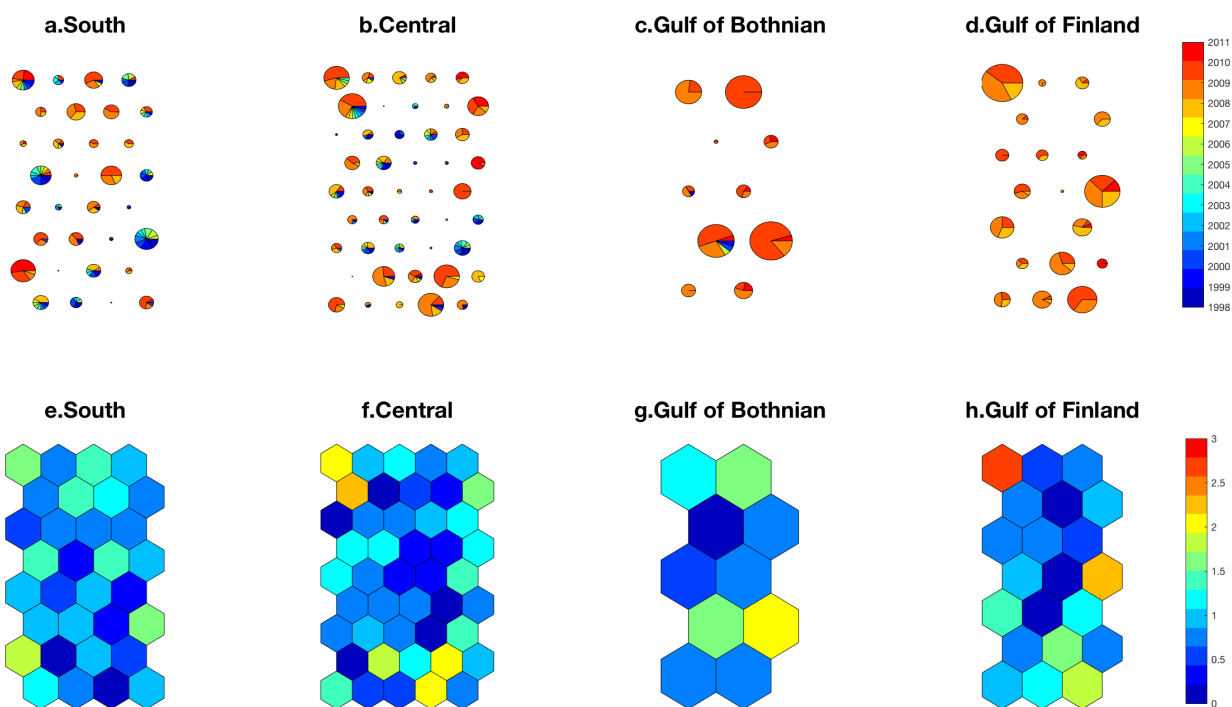 a.South
b.Central
c.Gulf of Bothnian
d.Gulf of Finland
2011
2010
2009
2008
2007
2006
2005
2004
2003
2002
2001
2000
1999
1998
e.South
f.Central
g.Gulf of Bothnian
h.Gulf of Finland
3
2.5
2
1.5
1
0.5
0